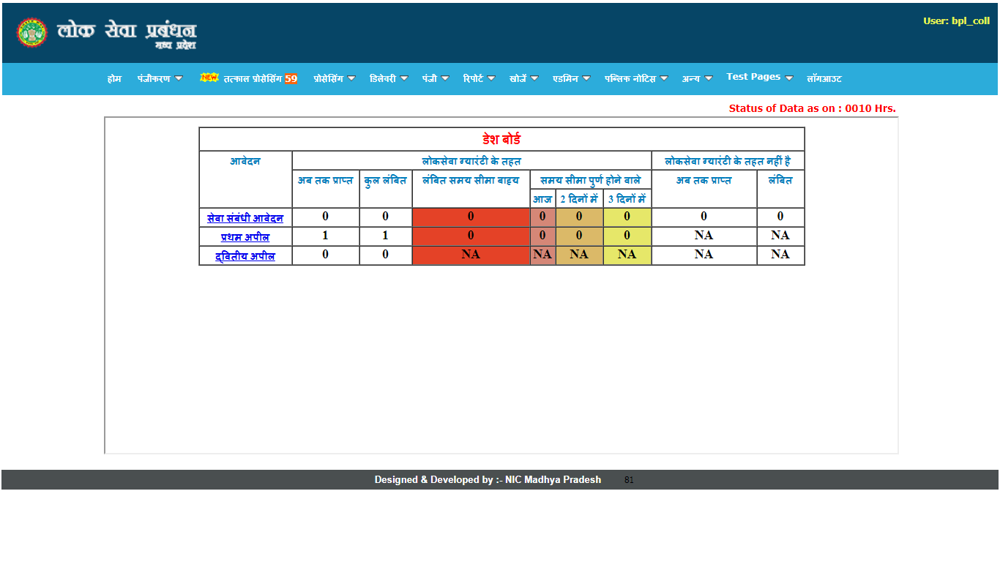 लोक सेवा प्रबंधन
मध्य प्रदेश
User: bpl_coll
होम पंजीकरण NEW तत्काल प्रोसेसिंग 59 प्रोसेसिंग डिलेवरी पंजी रिपोर्ट खोजें एडमिन पब्लिक नोटिस अन्य Test Pages लॉगआउट
Status of Data as on : 0010 Hrs.
डेश बोर्ड
आवेदन लोकसेवा ग्यारंटी के तहत लोकसेवा ग्यारंटी के तहत नहीं है
अब तक प्राप्त कुल लंबित लंबित समय सीमा बाह्य समय सीमा पुर्ण होने वाले अब तक प्राप्त लंबित
आज 2 दिनों में 3 दिनों में
सेवा संबंधी आवेदन 0 0 0 0 0 0 0 0
प्रथम अपील 1 1 0 0 0 0 NA NA
द्वितीय अपील 0 0 NA NA NA NA NA NA
Designed & Developed by :- NIC Madhya Pradesh 81